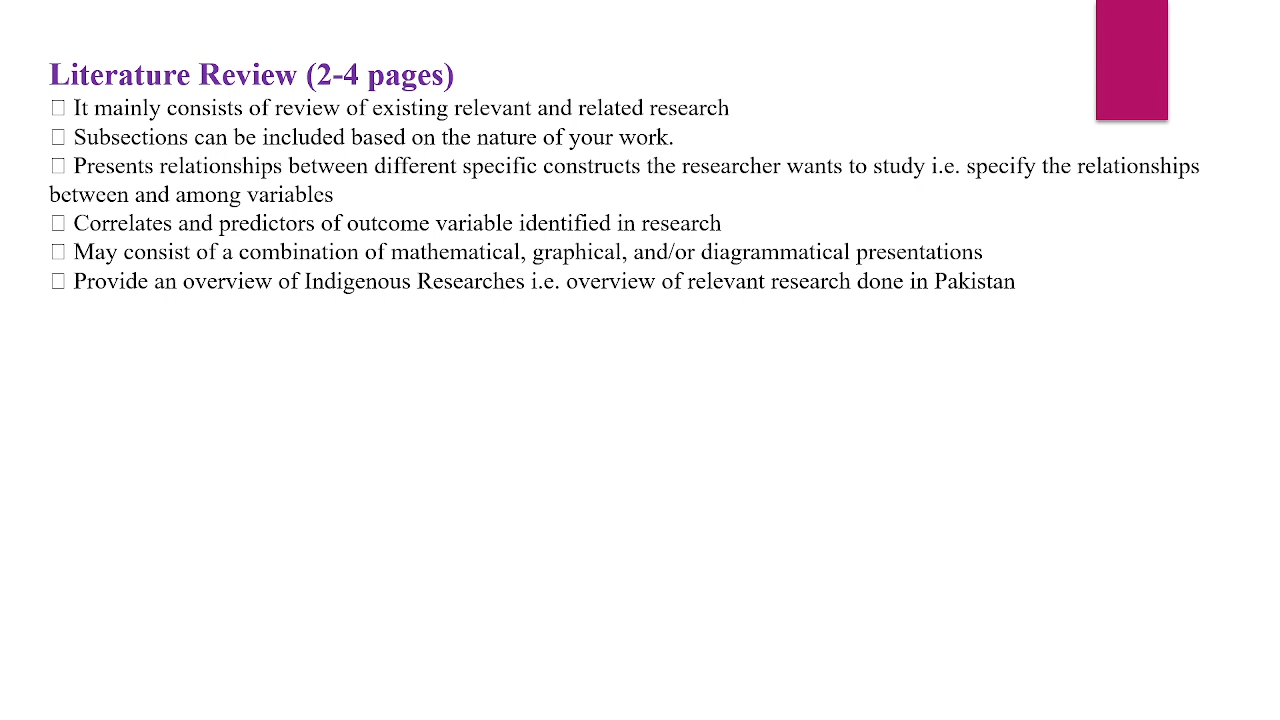 Literature Review (2-4 pages)
□ It mainly consists of review of existing relevant and related research
□ Subsections can be included based on the nature of your work.
□ Presents relationships between different specific constructs the researcher wants to study i.e. specify the relationships
between and among variables
□ Correlates and predictors of outcome variable identified in research
□ May consist of a combination of mathematical, graphical, and/or diagrammatical presentations
□ Provide an overview of Indigenous Researches i.e. overview of relevant research done in Pakistan